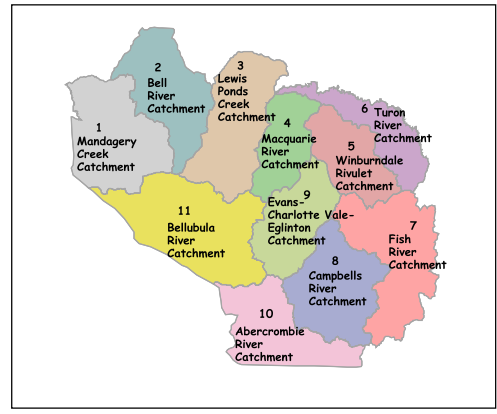 1
Mandagery
Creek
Catchment
2
Bell
River
Catchment
3
Lewis
Ponds
Creek
Catchment
4
Macquarie
River
Catchment
5
Winburndale
Rivulet
Catchment
6
Turon
River
Catchment
7
Fish
River
Catchment
8
Campbells
River
Catchment
9
Evans-
Charlotte Vale-
Eglinton
Catchment
10
Abercrombie
River
Catchment
11
Bellubula
River
Catchment